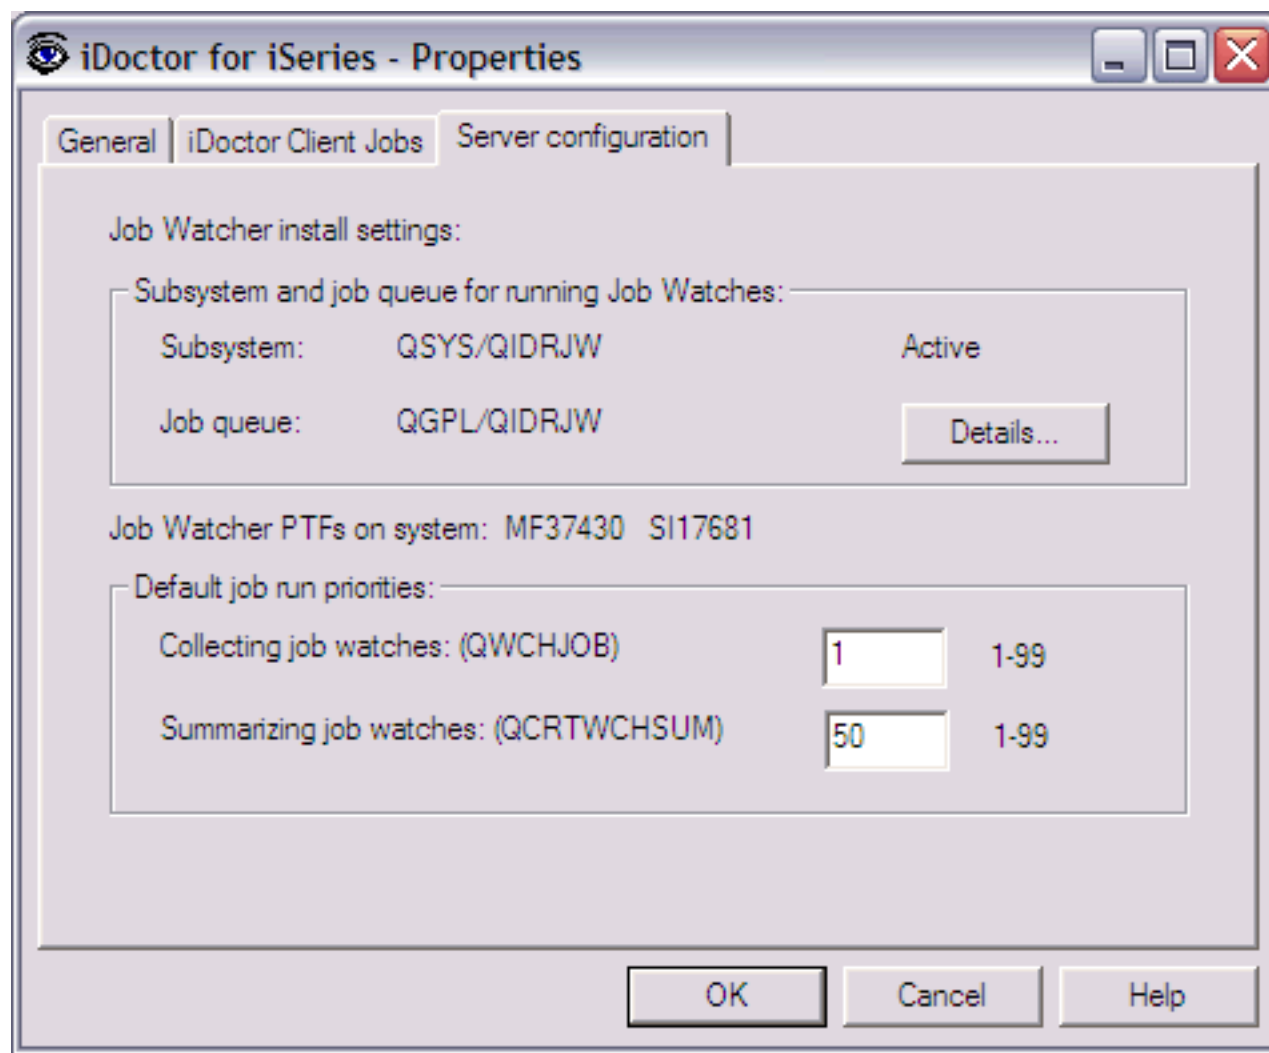 iDoctor for iSeries - Properties
General iDoctor Client Jobs Server configuration
Job Watcher install settings:
Subsystem and job queue for running Job Watches:
Subsystem: QSYS/QIDRJW Active
Job queue: QGPL/QIDRJW Details...
Job Watcher PTFs on system: MF37430 SI17681
Default job run priorities:
Collecting job watches: (QWCHJOB) 1 1-99
Summarizing job watches: (QCRTWCHSUM) 50 1-99
OK Cancel Help